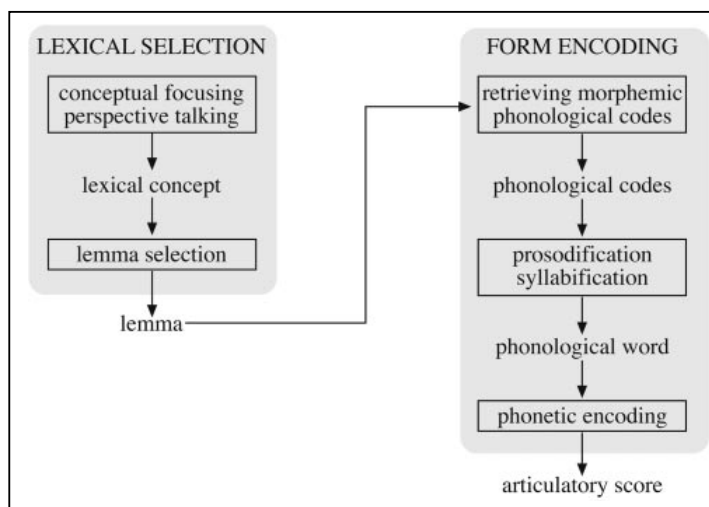 LEXICAL SELECTION
conceptual focusing
perspective talking
lexical concept
lemma selection
lemma
FORM ENCODING
retrieving morphemic
phonological codes
phonological codes
prosodification
syllabification
phonological word
phonetic encoding
articulatory score